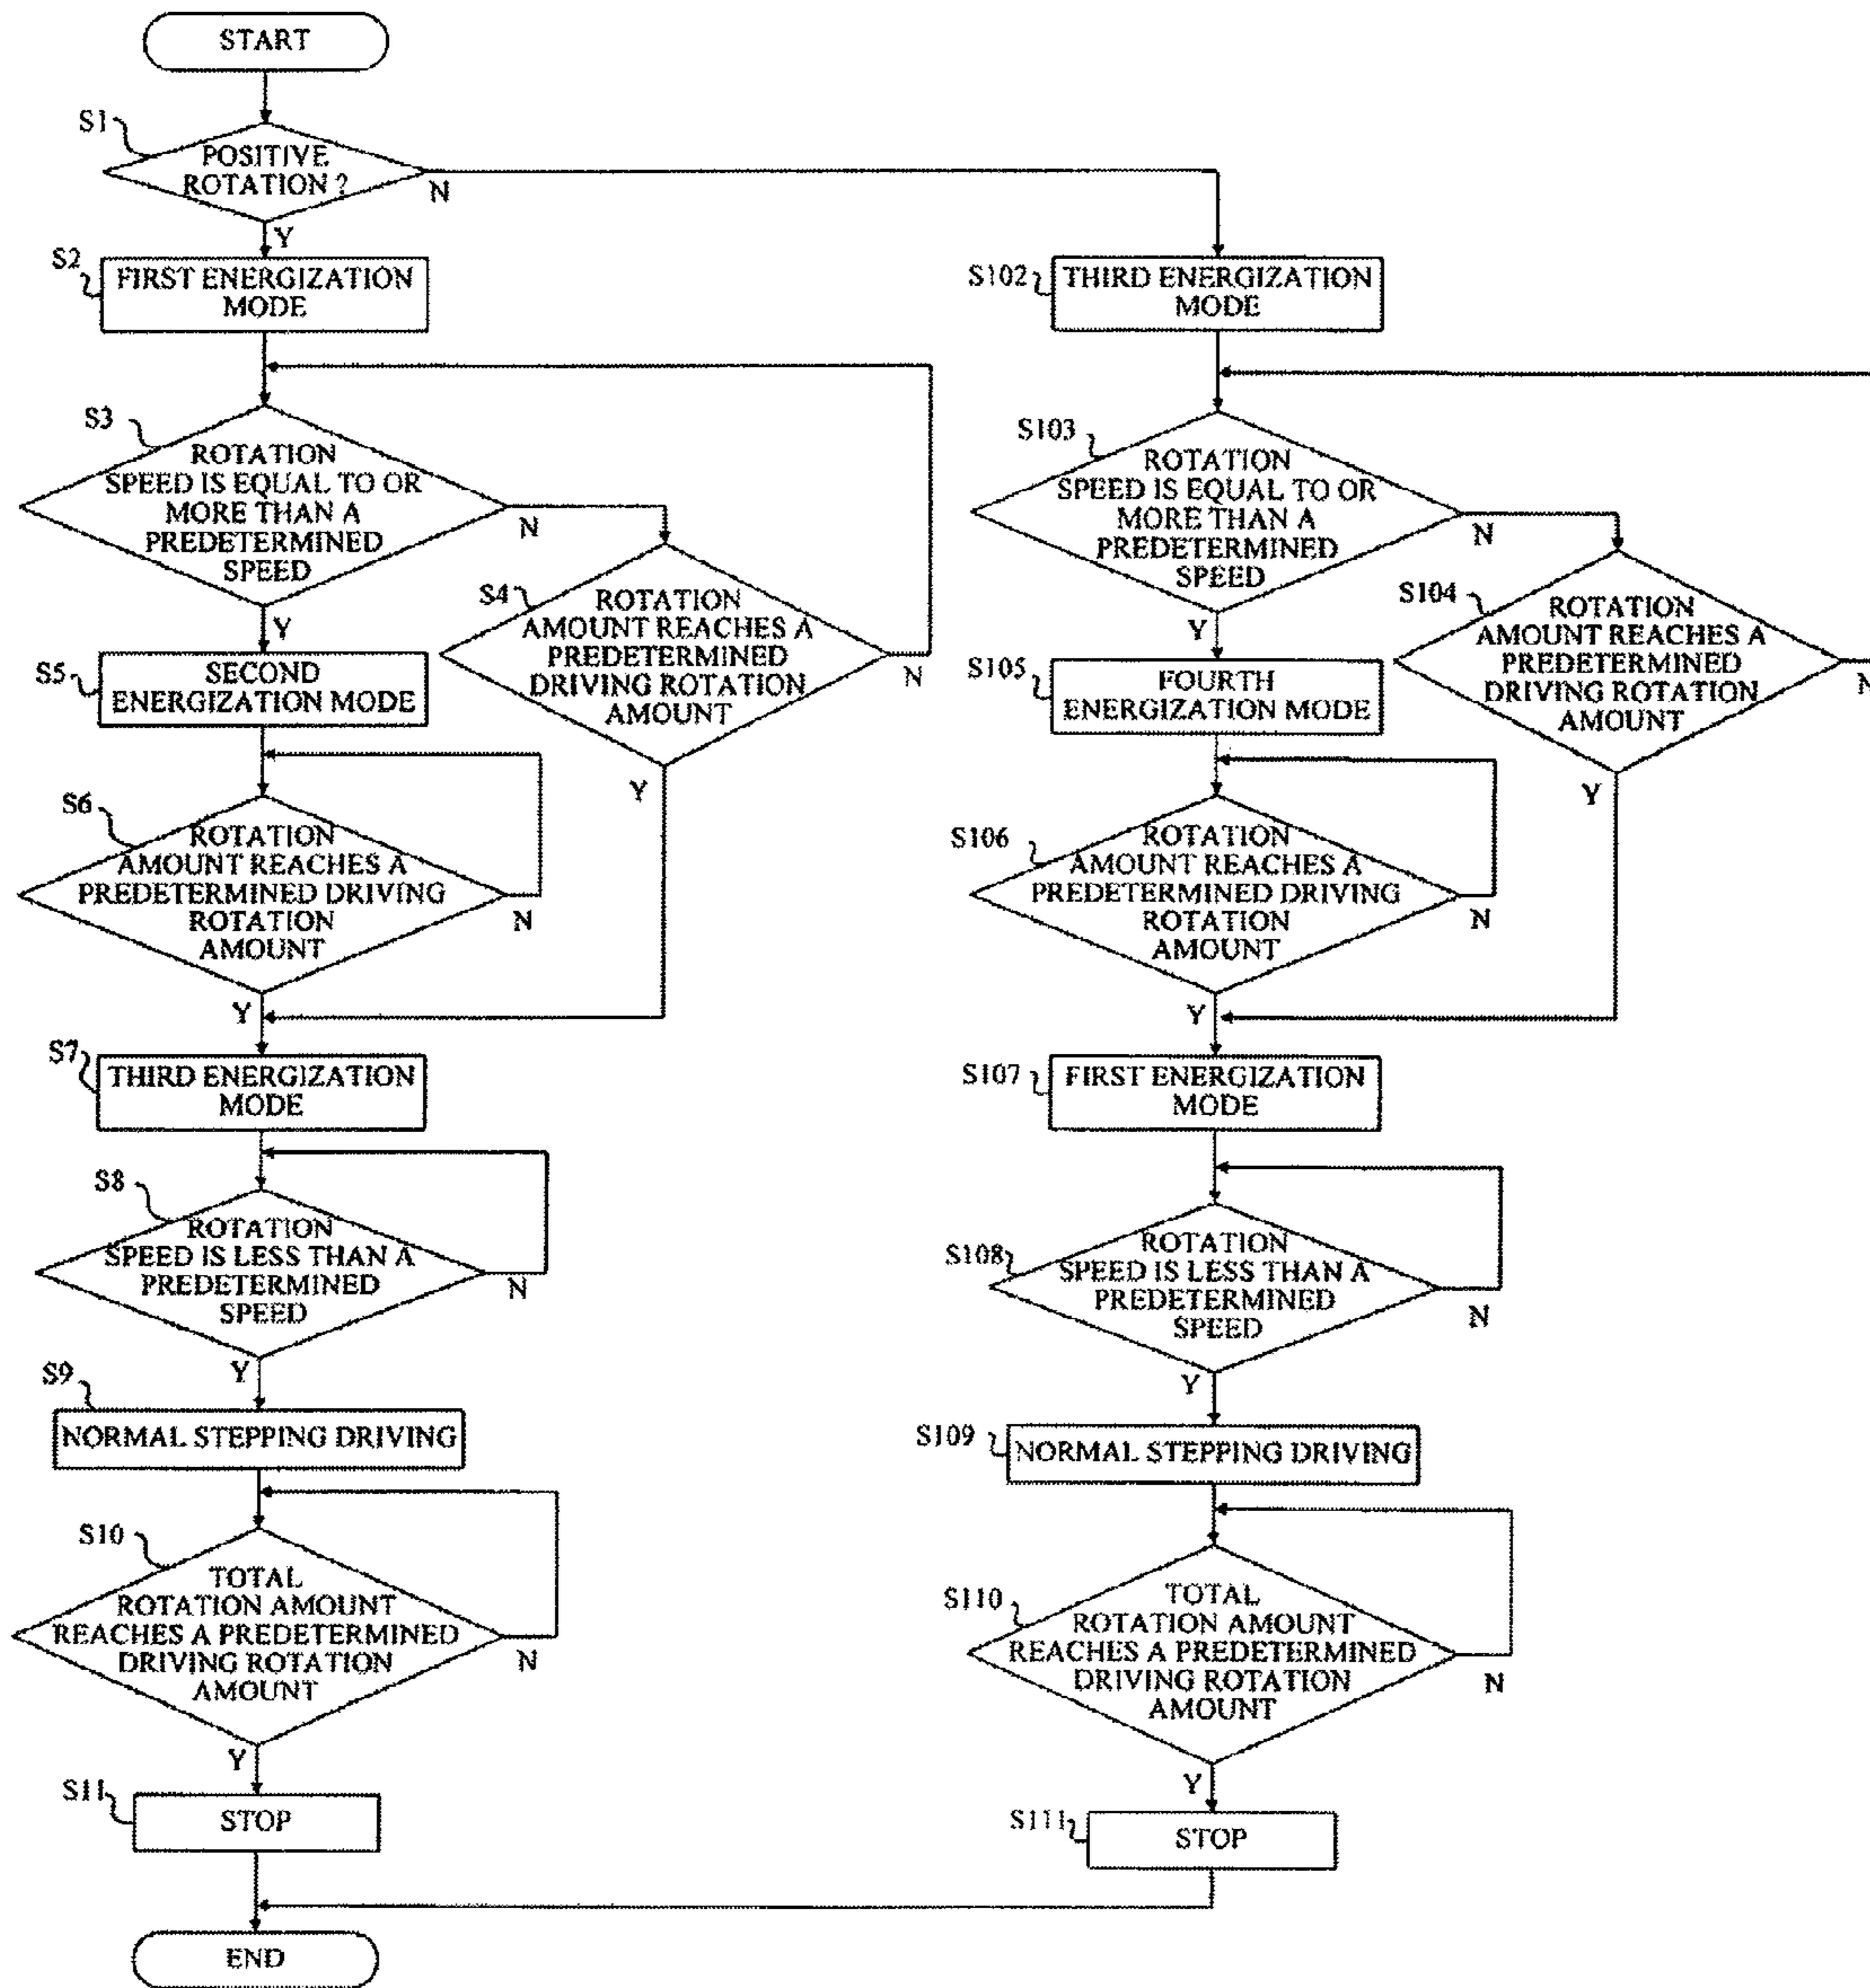 START
S1
POSITIVE
ROTATION ?
N
Y
S2
FIRST ENERGIZATION
MODE
S3
ROTATION
SPEED IS EQUAL TO OR
MORE THAN A
PREDETERMINED
SPEED
N
Y
S4
ROTATION
AMOUNT REACHES A
PREDETERMINED
DRIVING ROTATION
AMOUNT
N
Y
S5
SECOND
ENERGIZATION MODE
S6
ROTATION
AMOUNT REACHES A
PREDETERMINED DRIVING
ROTATION
AMOUNT
N
Y
S7
THIRD ENERGIZATION
MODE
S8
ROTATION
SPEED IS LESS THAN A
PREDETERMINED
SPEED
N
Y
S9
NORMAL STEPPING DRIVING
S10
TOTAL
ROTATION AMOUNT
REACHES A PREDETERMINED
DRIVING ROTATION
AMOUNT
N
Y
S11
STOP
END
S102
THIRD ENERGIZATION
MODE
S103
ROTATION
SPEED IS EQUAL TO OR
MORE THAN A
PREDETERMINED
SPEED
N
Y
S104
ROTATION
AMOUNT REACHES A
PREDETERMINED
DRIVING ROTATION
AMOUNT
N
Y
S105
FOURTH
ENERGIZATION MODE
S106
ROTATION
AMOUNT REACHES A
PREDETERMINED DRIVING
ROTATION
AMOUNT
N
Y
S107
FIRST ENERGIZATION
MODE
S108
ROTATION
SPEED IS LESS THAN A
PREDETERMINED
SPEED
N
Y
S109
NORMAL STEPPING DRIVING
S110
TOTAL
ROTATION AMOUNT
REACHES A PREDETERMINED
DRIVING ROTATION
AMOUNT
N
Y
S111
STOP